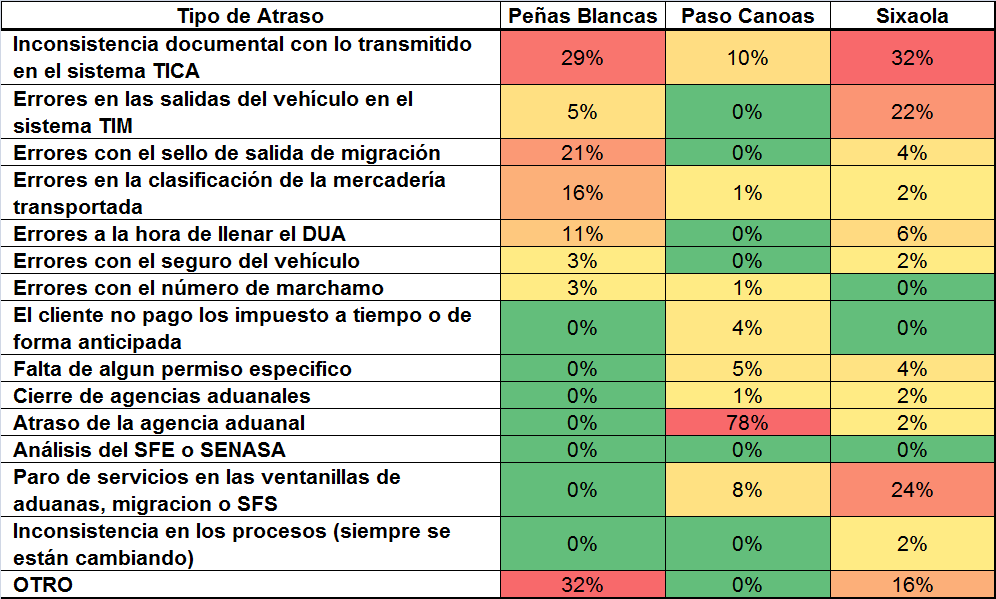 Tipo de Atraso Peñas Blancas Paso Canoas Sixaola
Inconsistencia documental con lo transmitido
en el sistema TICA 29% 10% 32%
Errores en las salidas del vehículo en el
sistema TIM 5% 0% 22%
Errores con el sello de salida de migración 21% 0% 4%
Errores en la clasificación de la mercadería
transportada 16% 1% 2%
Errores a la hora de llenar el DUA 11% 0% 6%
Errores con el seguro del vehículo 3% 0% 2%
Errores con el número de marchamo 3% 1% 0%
El cliente no pago los impuesto a tiempo o de
forma anticipada 0% 4% 0%
Falta de algun permiso especifico 0% 5% 4%
Cierre de agencias aduanales 0% 1% 2%
Atraso de la agencia aduanal 0% 78% 2%
Análisis del SFE o SENASA 0% 0% 0%
Paro de servicios en las ventanillas de
aduanas, migracion o SFS 0% 8% 24%
Inconsistencia en los procesos (siempre se
están cambiando) 0% 0% 2%
OTRO 32% 0% 16%